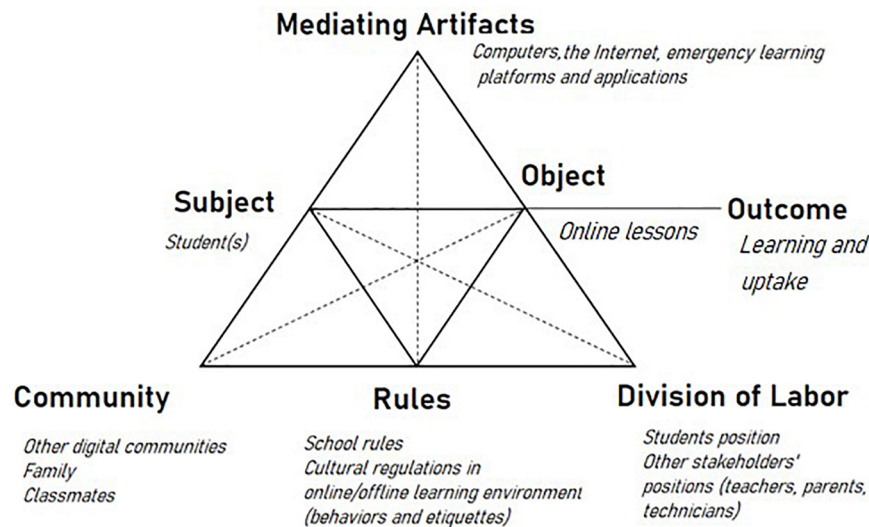 Mediating Artifacts
Computers, the Internet, emergency learning
platforms and applications
Subject
Student(s)
Object
Online lessons
Outcome
Learning and
uptake
Community
Other digital communities
Family
Classmates
Rules
School rules
Cultural regulations in
online/offline learning environment
(behaviors and etiquettes)
Division of Labor
Students position
Other stakeholders'
positions (teachers, parents,
technicians)